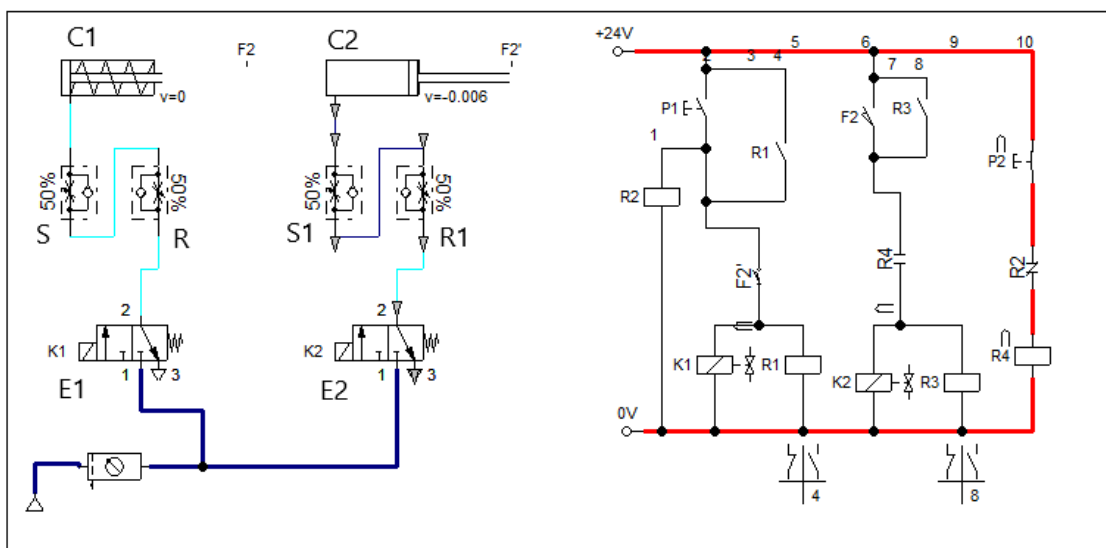 C1
F2
C2
F2'
v=0
v=-0.006
50%
50%
50%
50%
S
R
S1
R1
2
2
K1
K2
1
3
1
3
E1
E2
+24V
2
3
4
5
6
7
8
9
10
P1
F2
R3
P2
1
R1
R2
R4
R2
F2'
K1
R1
K2
R3
R4
0V
4
8